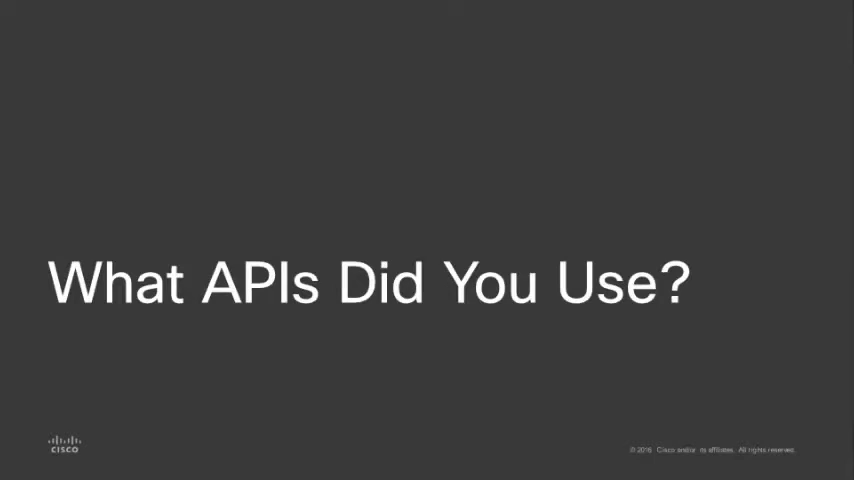 What APIs Did You Use?
CISCO
© 2016 Cisco and/or its affiliates. All rights reserved.